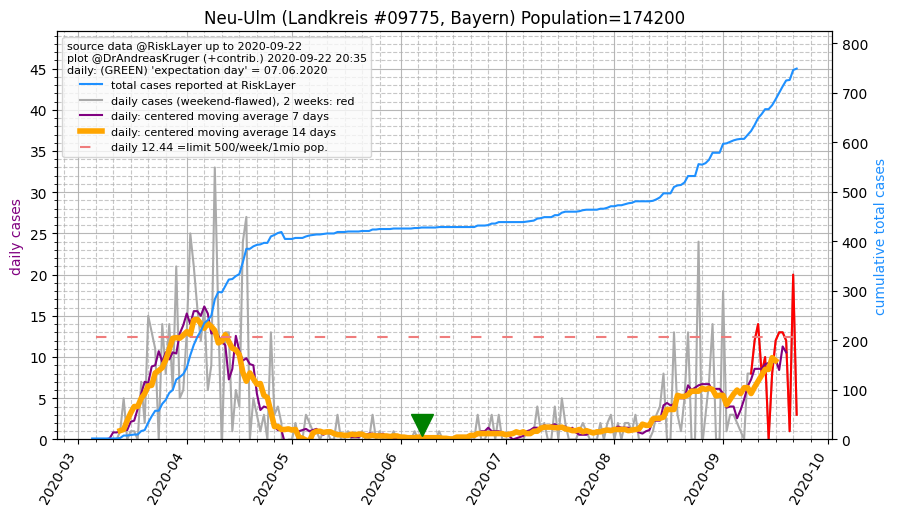 Neu-Ulm (Landkreis #09775, Bayern) Population=174200
source data @RiskLayer up to 2020-09-22
plot @DrAndreasKruger (+contrib.) 2020-09-22 20:35
daily: (GREEN) 'expectation day' = 07.06.2020
total cases reported at RiskLayer
daily cases (weekend-flawed), 2 weeks: red
daily: centered moving average 7 days
daily: centered moving average 14 days
daily 12.44 =limit 500/week/1mio pop.
daily cases
45
40
35
30
25
20
15
10
5
0
800
700
600
500
400
300
200
100
0
cumulative total cases
2020-03
2020-04
2020-05
2020-06
2020-07
2020-08
2020-09
2020-10